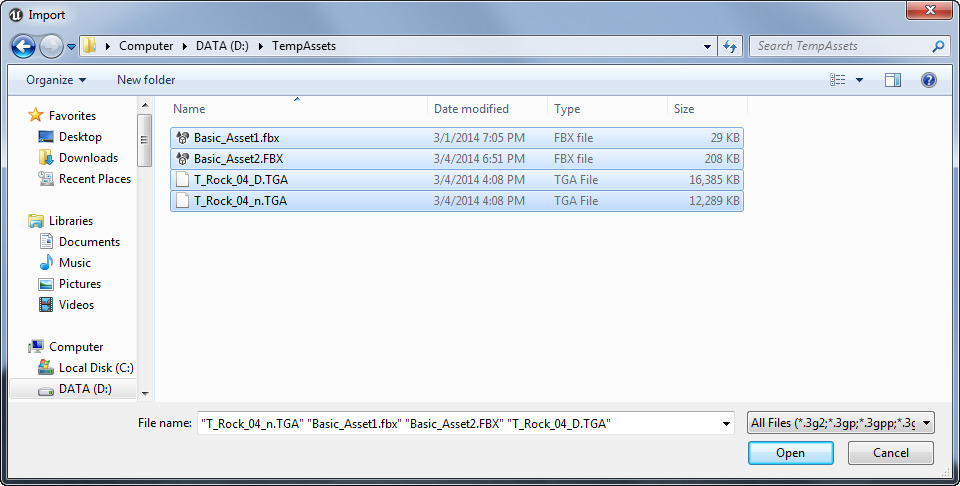 Import
Computer DATA (D:) TempAssets
Search TempAssets
Organize New folder
Favorites
Desktop
Downloads
Recent Places
Libraries
Documents
Music
Pictures
Videos
Computer
Local Disk (C:)
DATA (D:)
Name Date modified Type Size
Basic_Asset1.fbx 3/1/2014 7:05 PM FBX file 29 KB
Basic_Asset2.FBX 3/4/2014 6:51 PM FBX file 208 KB
T_Rock_04_D.TGA 3/4/2014 4:08 PM TGA File 16,385 KB
T_Rock_04_n.TGA 3/4/2014 4:08 PM TGA File 12,289 KB
File name: "T_Rock_04_n.TGA" "Basic_Asset1.fbx" "Basic_Asset2.FBX" "T_Rock_04_D.TGA"
All Files (*.3g2;*.3gp;*.3gpp;*.3g
Open Cancel